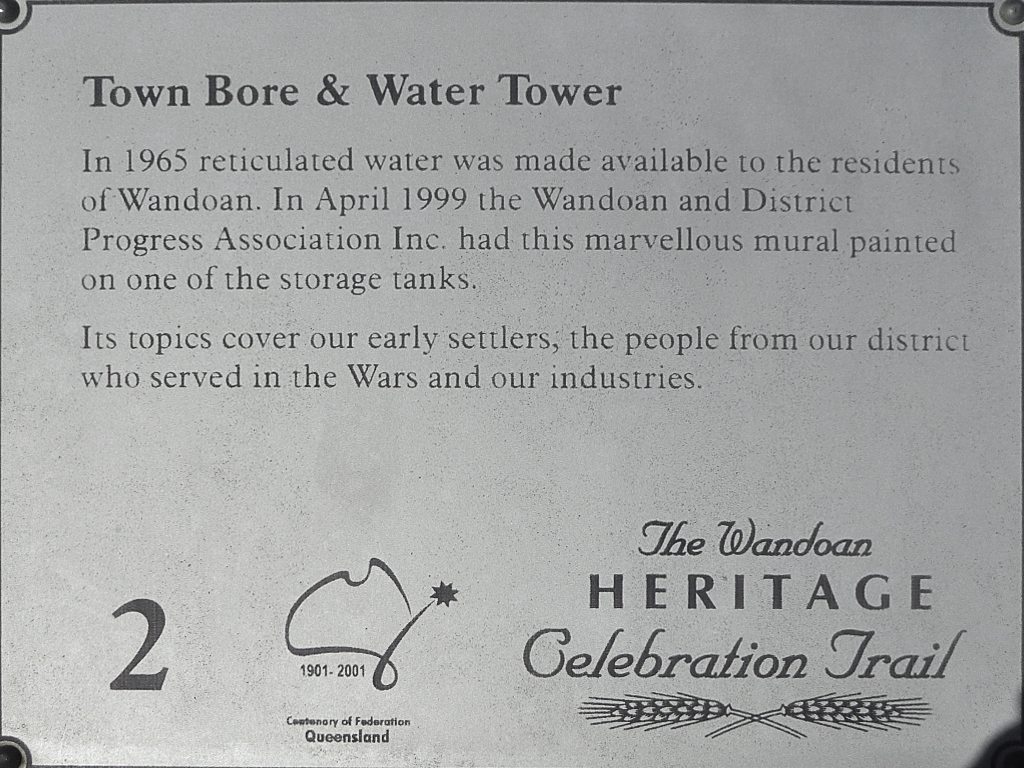 Town Bore & Water Tower
In 1965 reticulated water was made available to the residents
of Wandoan. In April 1999 the Wandoan and District
Progress Association Inc. had this marvellous mural painted
on one of the storage tanks.
Its topics cover our early settlers, the people from our district
who served in the Wars and our industries.
2
1901-2001
Centenary of Federation
Queensland
The Wandoan
HERITAGE
Celebration Trail